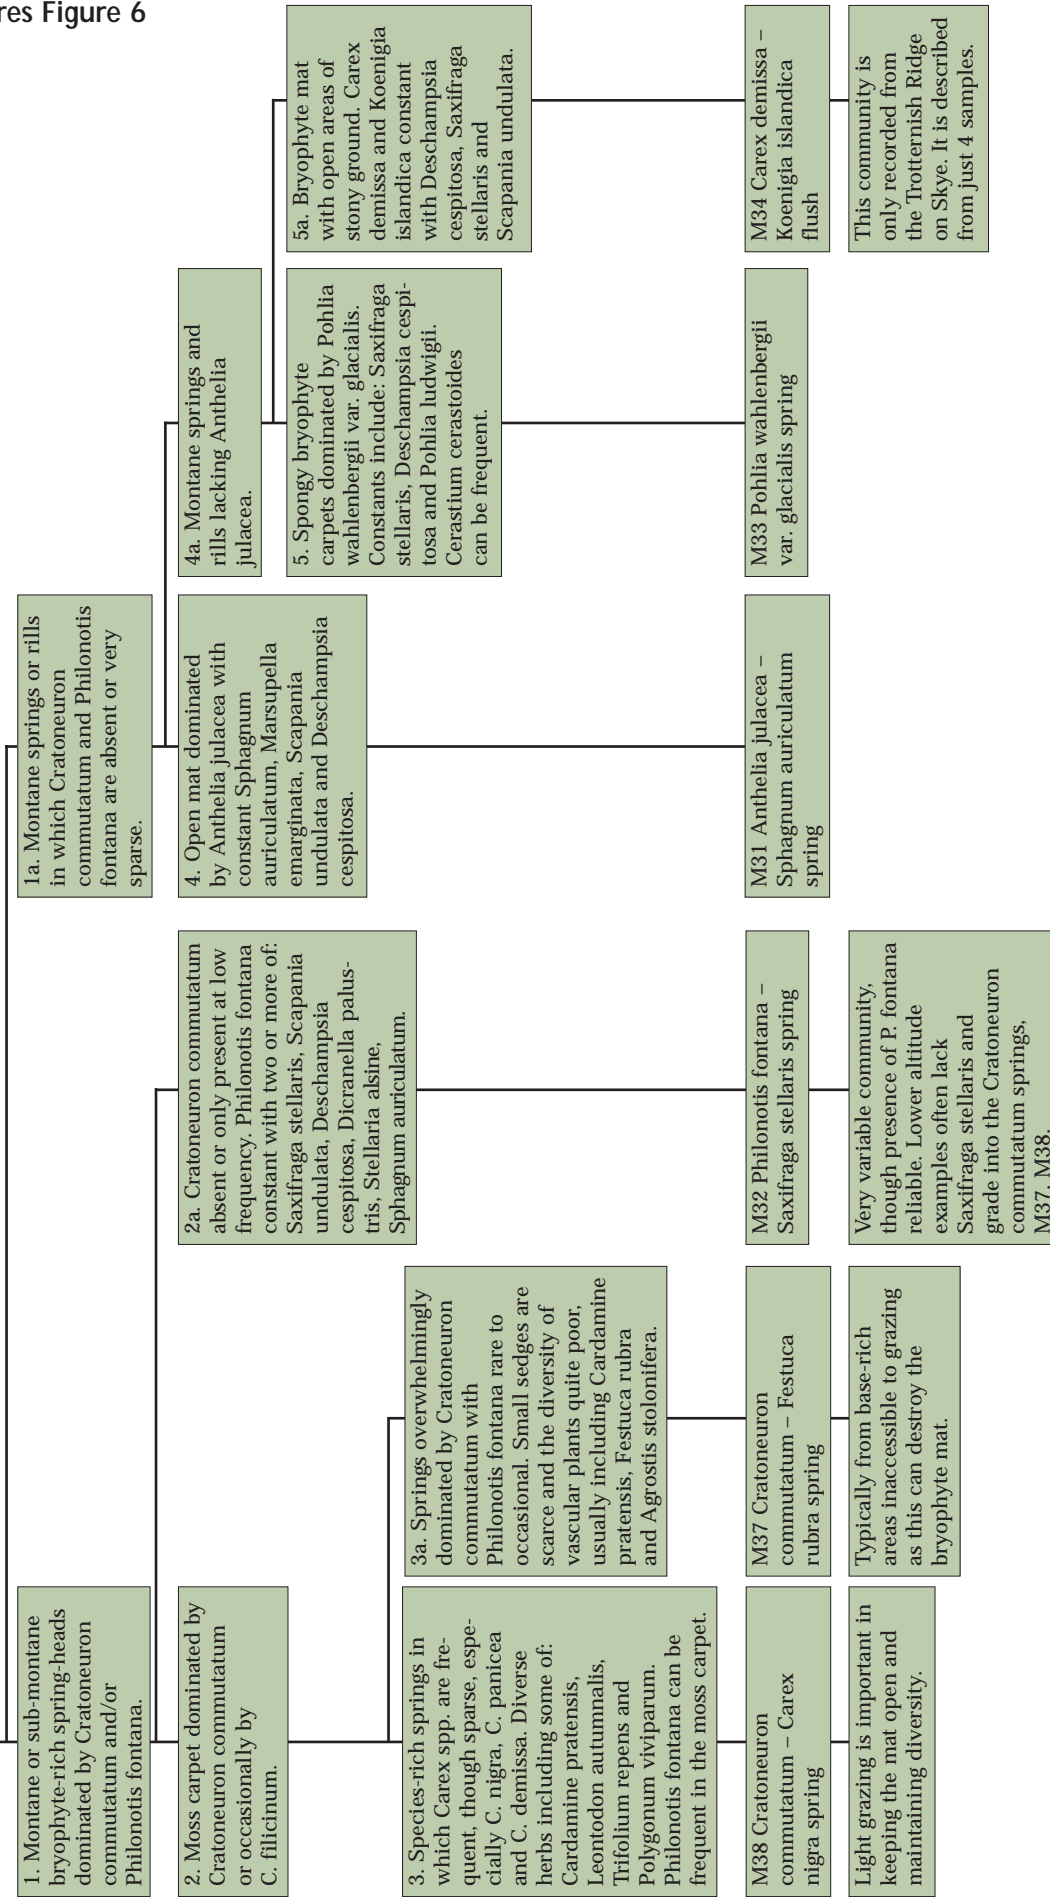 res Figure 6
1. Montane or sub-montane
bryophyte-rich spring-heads
dominated by Cratoneuron
commutatum and/or
Philonotis fontana.
1a. Montane springs or rills
in which Cratoneuron
commutatum and Philonotis
fontana are absent or very
sparse.
2. Moss carpet dominated by
Cratoneuron commutatum
or occasionally by
C. filicinum.
2a. Cratoneuron commutatum
absent or only present at low
frequency. Philonotis fontana
constant with two or more of:
Saxifraga stellaris, Scapania
undulata, Deschampsia
cespitosa, Dicranella palus-
tris, Stellaria alsine,
Sphagnum auriculatum.
4. Open mat dominated
by Anthelia julacea with
constant Sphagnum
auriculatum, Marsupella
emarginata, Scapania
undulata and Deschampsia
cespitosa.
4a. Montane springs and
rills lacking Anthelia
julacea.
5. Spongy bryophyte
carpets dominated by Pohlia
wahlenbergii var. glacialis.
Constants include: Saxifraga
stellaris, Deschampsia cespi-
tosa and Pohlia ludwigii.
Cerastium cerastoides
can be frequent.
5a. Bryophyte mat
with open areas of
stony ground. Carex
demissa and Koenigia
islandica constant
with Deschampsia
cespitosa, Saxifraga
stellaris and
Scapania undulata.
3. Species-rich springs in
which Carex spp. are fre-
quent, though sparse, espe-
cially C. nigra, C. panicea
and C. demissa. Diverse
herbs including some of:
Cardamine pratensis,
Leontodon autumnalis,
Trifolium repens and
Polygonum viviparum.
Philonotis fontana can be
frequent in the moss carpet.
3a. Springs overwhelmingly
dominated by Cratoneuron
commutatum with
Philonotis fontana rare to
occasional. Small sedges are
scarce and the diversity of
vascular plants quite poor,
usually including Cardamine
pratensis, Festuca rubra
and Agrostis stolonifera.
M38 Cratoneuron
commutatum – Carex
nigra spring
M37 Cratoneuron
commutatum – Festuca
rubra spring
M32 Philonotis fontana –
Saxifraga stellaris spring
M31 Anthelia julacea –
Sphagnum auriculatum
spring
M33 Pohlia wahlenbergii
var. glacialis spring
M34 Carex demissa –
Koenigia islandica
flush
Light grazing is important in
keeping the mat open and
maintaining diversity.
Typically from base-rich
areas inaccessible to grazing
as this can destroy the
bryophyte mat.
Very variable community,
though presence of P. fontana
reliable. Lower altitude
examples often lack
Saxifraga stellaris and
grade into the Cratoneuron
commutatum springs,
M37, M38.
This community is
only recorded from
the Trotternish Ridge
on Skye. It is described
from just 4 samples.